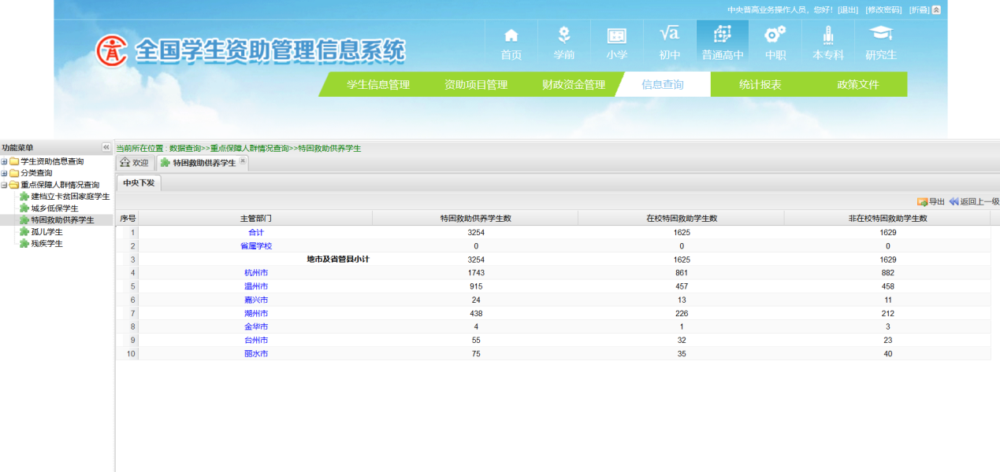 中央普高业务操作人员，您好！ [退出] [修改密码] [折叠]
全国学生资助管理信息系统
首页 学前 小学 √a 初中 普通高中 中职 本专科 研究生
学生信息管理 资助项目管理 财政资金管理 信息查询 统计报表 政策文件
功能菜单
学生资助信息查询
分类查询
重点保障人群情况查询
建档立卡贫困家庭学生
城乡低保学生
特困救助供养学生
孤儿学生
残疾学生
当前所在位置 : 数据查询>>重点保障人群情况查询>>特困救助供养学生
欢迎 特困救助供养学生
中央下发
导出 返回上一级
序号 主管部门 特困救助供养学生数 在校特困救助学生数 非在校特困救助学生数
1 合计 3254 1625 1629
2 省属学校 0 0 0
3 地市及省管县小计 3254 1625 1629
4 杭州市 1743 861 882
5 温州市 915 457 458
6 嘉兴市 24 13 11
7 湖州市 438 226 212
8 金华市 4 1 3
9 台州市 55 32 23
10 丽水市 75 35 40